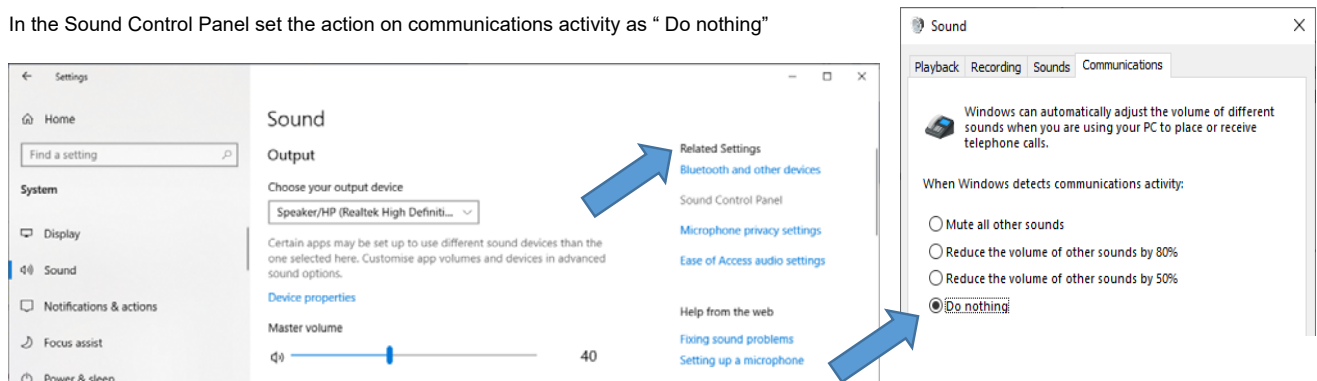 In the Sound Control Panel set the action on communications activity as “ Do nothing”
Settings
Home
Find a setting
System
Display
Sound
Notifications & actions
Focus assist
Power & sleep
Sound
Output
Choose your output device
Speaker/HP (Realtek High Definiti...
Certain apps may be set up to use different sound devices than the
one selected here. Customise app volumes and devices in advanced
sound options.
Device properties
Master volume
40
Related Settings
Bluetooth and other devices
Sound Control Panel
Microphone privacy settings
Ease of Access audio settings
Help from the web
Fixing sound problems
Setting up a microphone
Sound
Playback Recording Sounds Communications
Windows can automatically adjust the volume of different
sounds when you are using your PC to place or receive
telephone calls.
When Windows detects communications activity:
Mute all other sounds
Reduce the volume of other sounds by 80%
Reduce the volume of other sounds by 50%
Do nothing